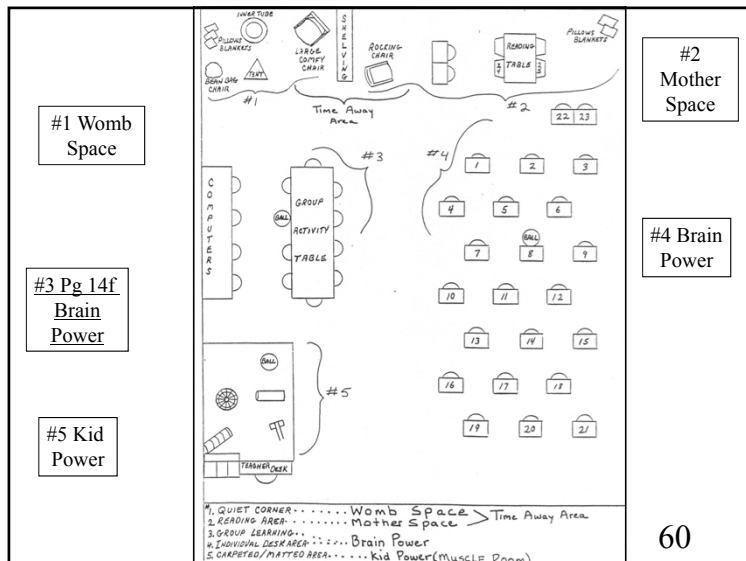 INNER TUBE
PILLOWS
BLANKETS
LARGE
COMFY
CHAIR
BEAN BAG
CHAIR
TENT
SHELVING
ROCKING
CHAIR
READING
TABLE
PILLOWS
BLANKETS
#1
Time Away
Area
#2
#2
Mother
Space
#1 Womb
Space
22 23
#3
#4
1 2 3
COMPUTERS
GROUP
ACTIVITY
TABLE
BALL
4 5 6
BALL
7 8 9
#4 Brain
Power
#3 Pg 14f
Brain
Power
10 11 12
13 14 15
BALL
#5
16 17 18
#5 Kid
Power
19 20 21
TEACHER DESK
#1. QUIET CORNER ....... Womb Space
2 READING AREA ....... Mother Space
Time Away Area
3. GROUP LEARNING..
4. INDIVIDUAL DESK AREA ...... Brain Power
5. CARPETED/MATTED AREA ..... Kid Power (Muscle Room)
60